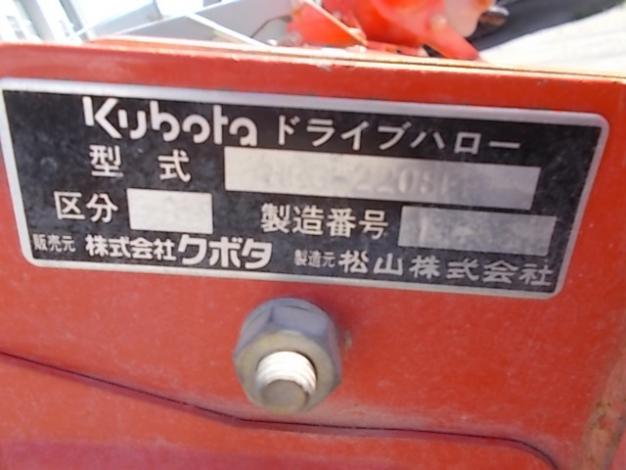 Kubota ドライブハロー
型式
区分 製造番号
販売元 株式会社クボタ 製造元 松山株式会社